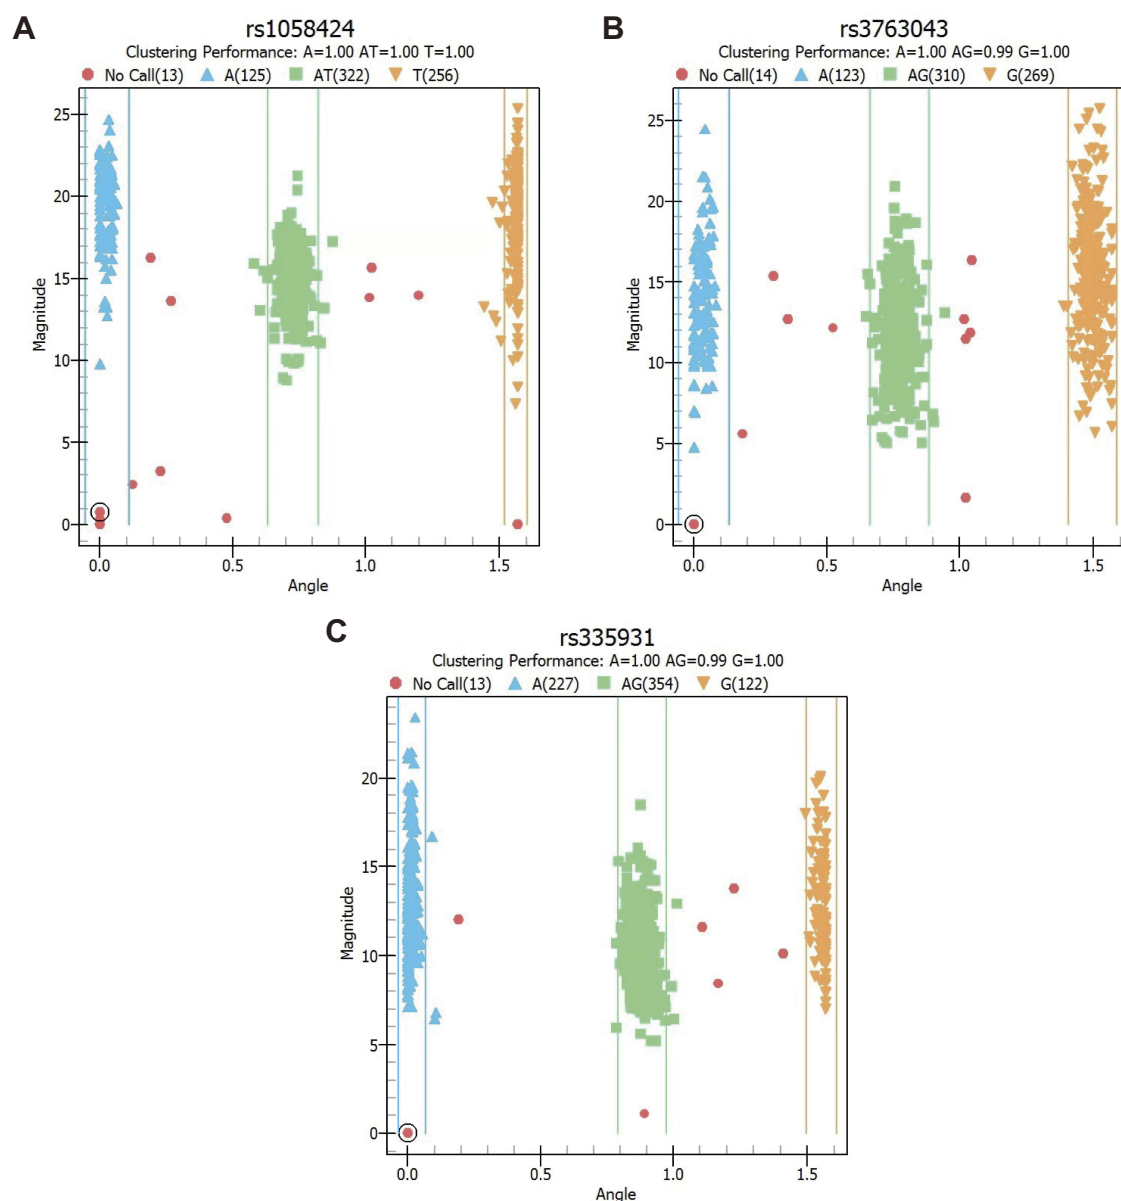 A
rs1058424
Clustering Performance: A=1.00 AT=1.00 T=1.00
No Call(13) A(125) AT(322) T(256)
25
20
15
10
5
0
Magnitude
0.0 0.5 1.0 1.5
Angle
B
rs3763043
Clustering Performance: A=1.00 AG=0.99 G=1.00
No Call(14) A(123) AG(310) G(269)
25
20
15
10
5
0
Magnitude
0.0 0.5 1.0 1.5
Angle
C
rs335931
Clustering Performance: A=1.00 AG=0.99 G=1.00
No Call(13) A(227) AG(354) G(122)
20
15
10
5
0
Magnitude
0.0 0.5 1.0 1.5
Angle